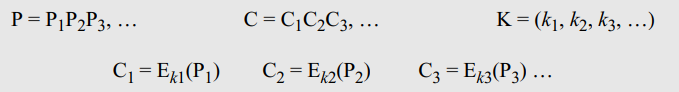 P = P₁P₂P₃, … C = C₁C₂C₃, … K = (k₁, k₂, k₃, …)
C₁ = Eₖ₁(P₁) C₂ = Eₖ₂(P₂) C₃ = Eₖ₃(P₃) …